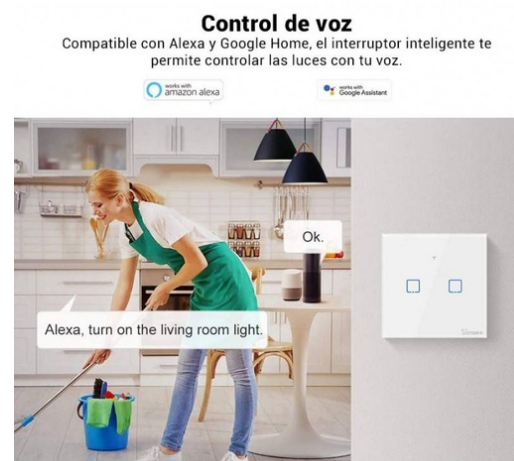 Control de voz
Compatible con Alexa y Google Home, el interruptor inteligente te
permite controlar las luces con tu voz.
works with
amazon alexa
works with
Google Assistant
Ok.
Alexa, turn on the living room light.